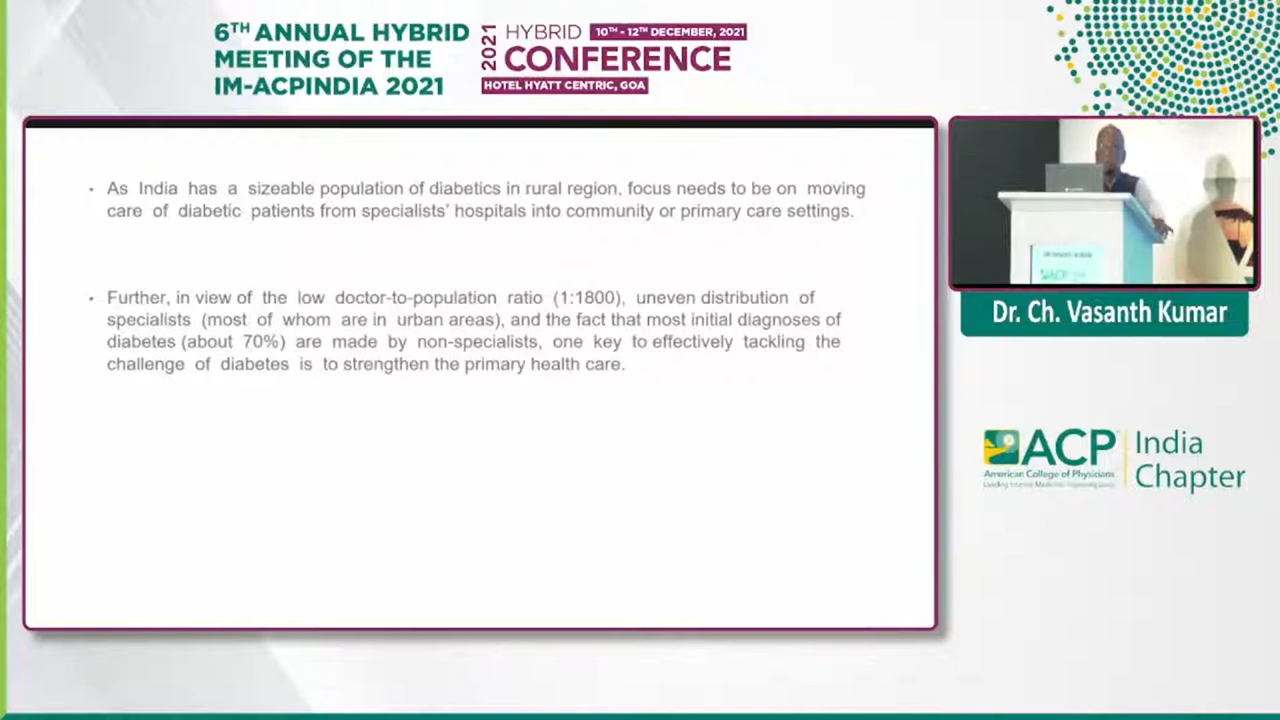 6TH ANNUAL HYBRID
MEETING OF THE
IM-ACPINDIA 2021
2021
HYBRID 10TH - 12TH DECEMBER, 2021
CONFERENCE
HOTEL HYATT CENTRIC, GOA
• As India has a sizeable population of diabetics in rural region, focus needs to be on moving
care of diabetic patients from specialists’ hospitals into community or primary care settings.
• Further, in view of the low doctor-to-population ratio (1:1800), uneven distribution of
specialists (most of whom are in urban areas), and the fact that most initial diagnoses of
diabetes (about 70%) are made by non-specialists, one key to effectively tackling the
challenge of diabetes is to strengthen the primary health care.
ACP
Dr. Ch. Vasanth Kumar
ACP
American College of Physicians
Leading Internal Medicine, Improving Lives
India
Chapter